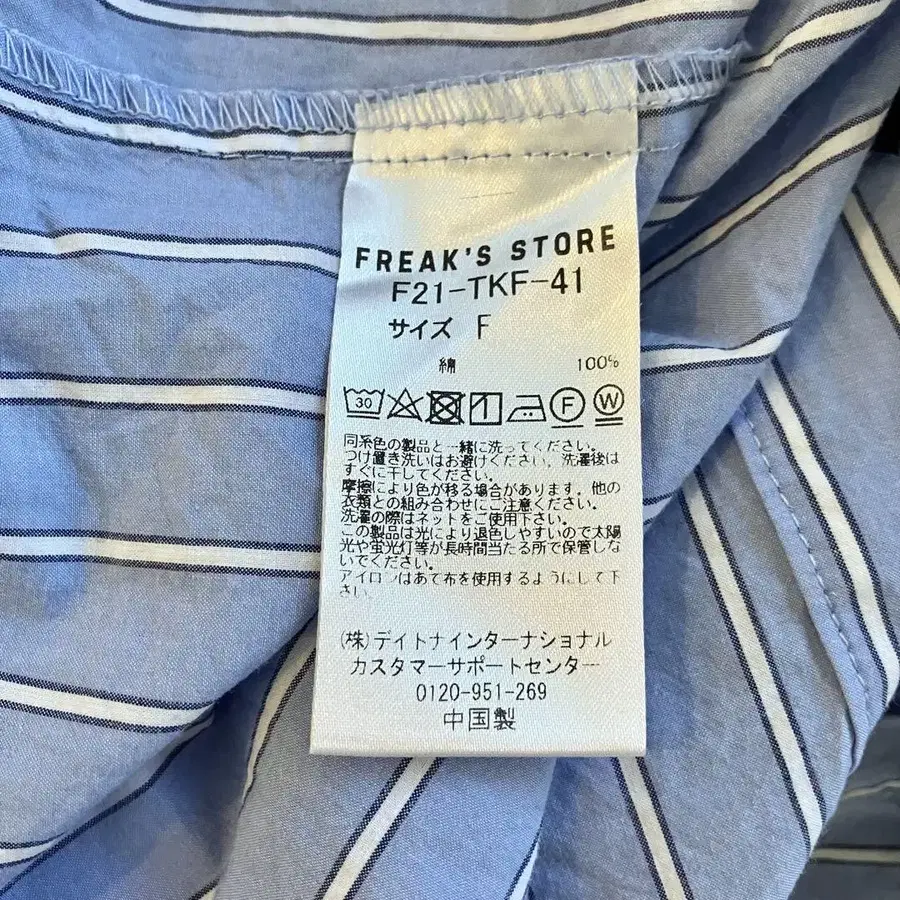 FREAK'S STORE
F21-TKF-41
サイズ F
綿 100%
30 F W
同系色の製品と一緒に洗ってください。
つけ置き洗いはお避けください。洗濯後は
すぐに干してください。
摩擦により色が移る場合があります。他の
衣類との組み合わせにご注意ください。
洗濯の際はネットをご使用下さい。
この製品は光により退色しやすいので太陽
光や蛍光灯等が長時間当たる所で保管しな
いでください。
アイロンはあて布を使用するようにして下
さい。
(株)デイトナインターナショナル
カスタマーサポートセンター
0120-951-269
中国製